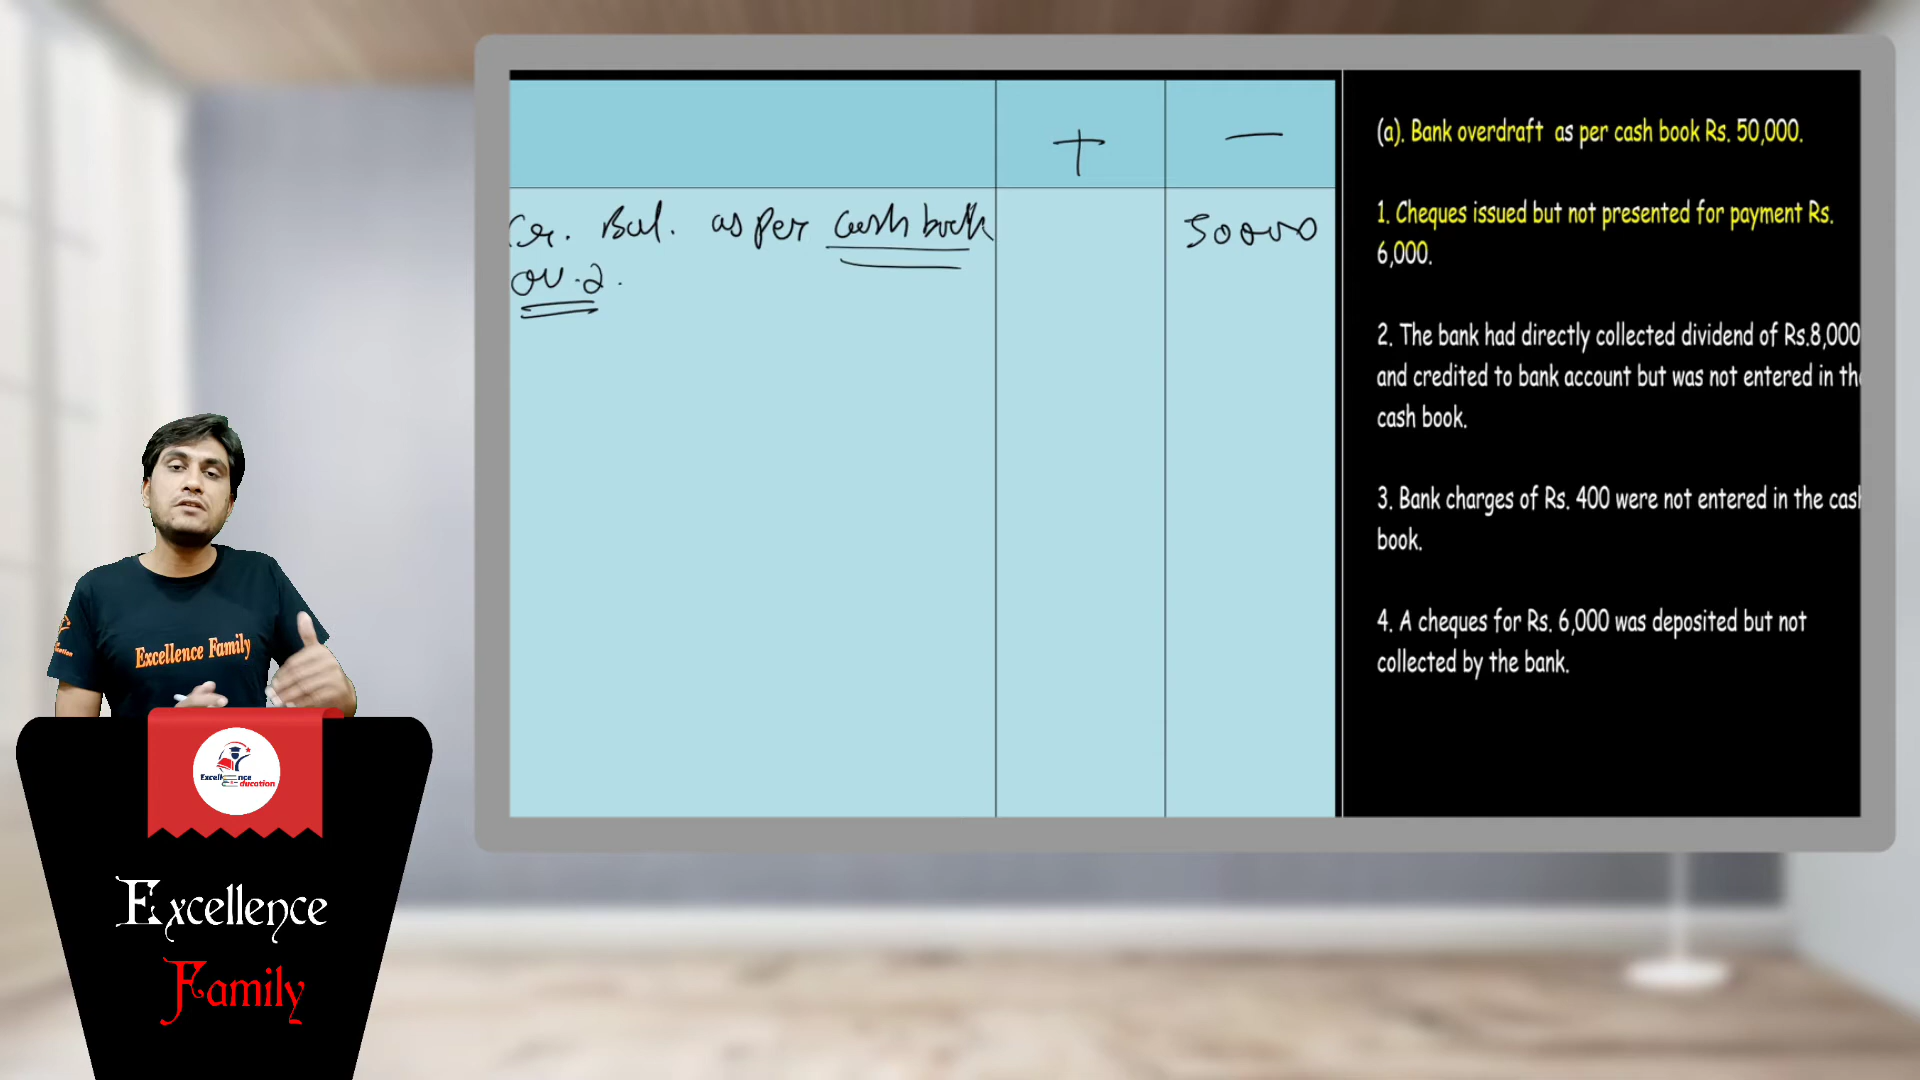 + —
Cr. Bal. as per cash book 50000
ov.d.
(a). Bank overdraft as per cash book Rs. 50,000.
1. Cheques issued but not presented for payment Rs.
6,000.
2. The bank had directly collected dividend of Rs.8,000
and credited to bank account but was not entered in the
cash book.
3. Bank charges of Rs. 400 were not entered in the cash
book.
4. A cheques for Rs. 6,000 was deposited but not
collected by the bank.
Excellence Family
Excellence
Education
Excellence
Family